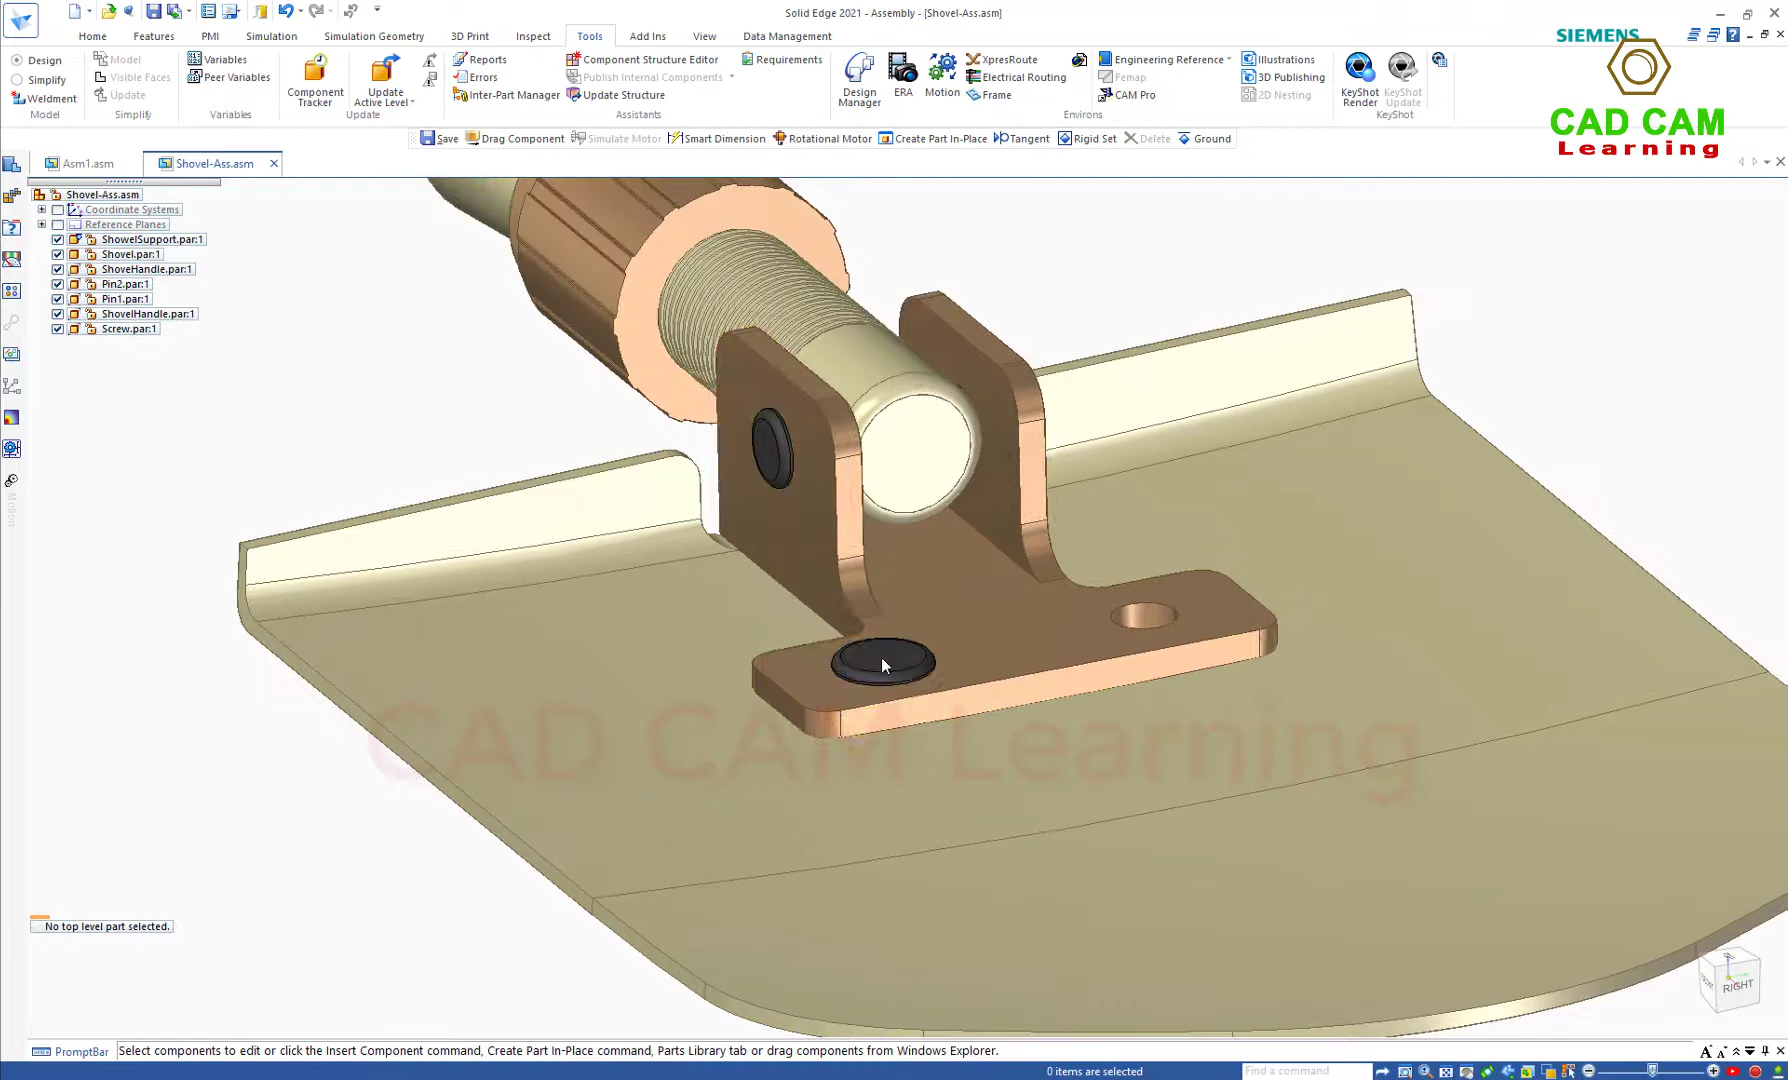 Solid Edge 2021 - Assembly - [Shovel-Ass.asm]
Home Features PMI Simulation Simulation Geometry 3D Print Inspect Tools Add Ins View Data Management
SIEMENS
Design
Simplify
Weldment
Model
Model
Visible Faces
Update
Simplify
Variables
Peer Variables
Variables
Component Tracker
Update Active Level
Update
Reports
Errors
Inter-Part Manager
Component Structure Editor
Publish Internal Components
Update Structure
Requirements
Assistants
Design Manager
ERA
Motion
XpresRoute
Electrical Routing
Frame
Engineering Reference
Femap
CAM Pro
Illustrations
3D Publishing
2D Nesting
Environs
KeyShot Render
KeyShot Update
KeyShot
CAD CAM
Learning
Save Drag Component Simulate Motor Smart Dimension Rotational Motor Create Part In-Place Tangent Rigid Set Delete Ground
Asm1.asm Shovel-Ass.asm
Shovel-Ass.asm
Coordinate Systems
Reference Planes
ShowelSupport.par:1
Shovel.par:1
ShoveHandle.par:1
Pin2.par:1
Pin1.par:1
ShovelHandle.par:1
Screw.par:1
Motion
CAD CAM Learning
No top level part selected.
FRONT
RIGHT
PromptBar Select components to edit or click the Insert Component command, Create Part In-Place command, Parts Library tab or drag components from Windows Explorer.
0 items are selected
Find a command